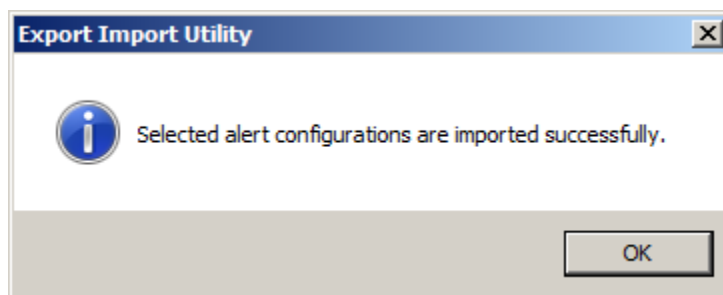 Export Import Utility
Selected alert configurations are imported successfully.
OK